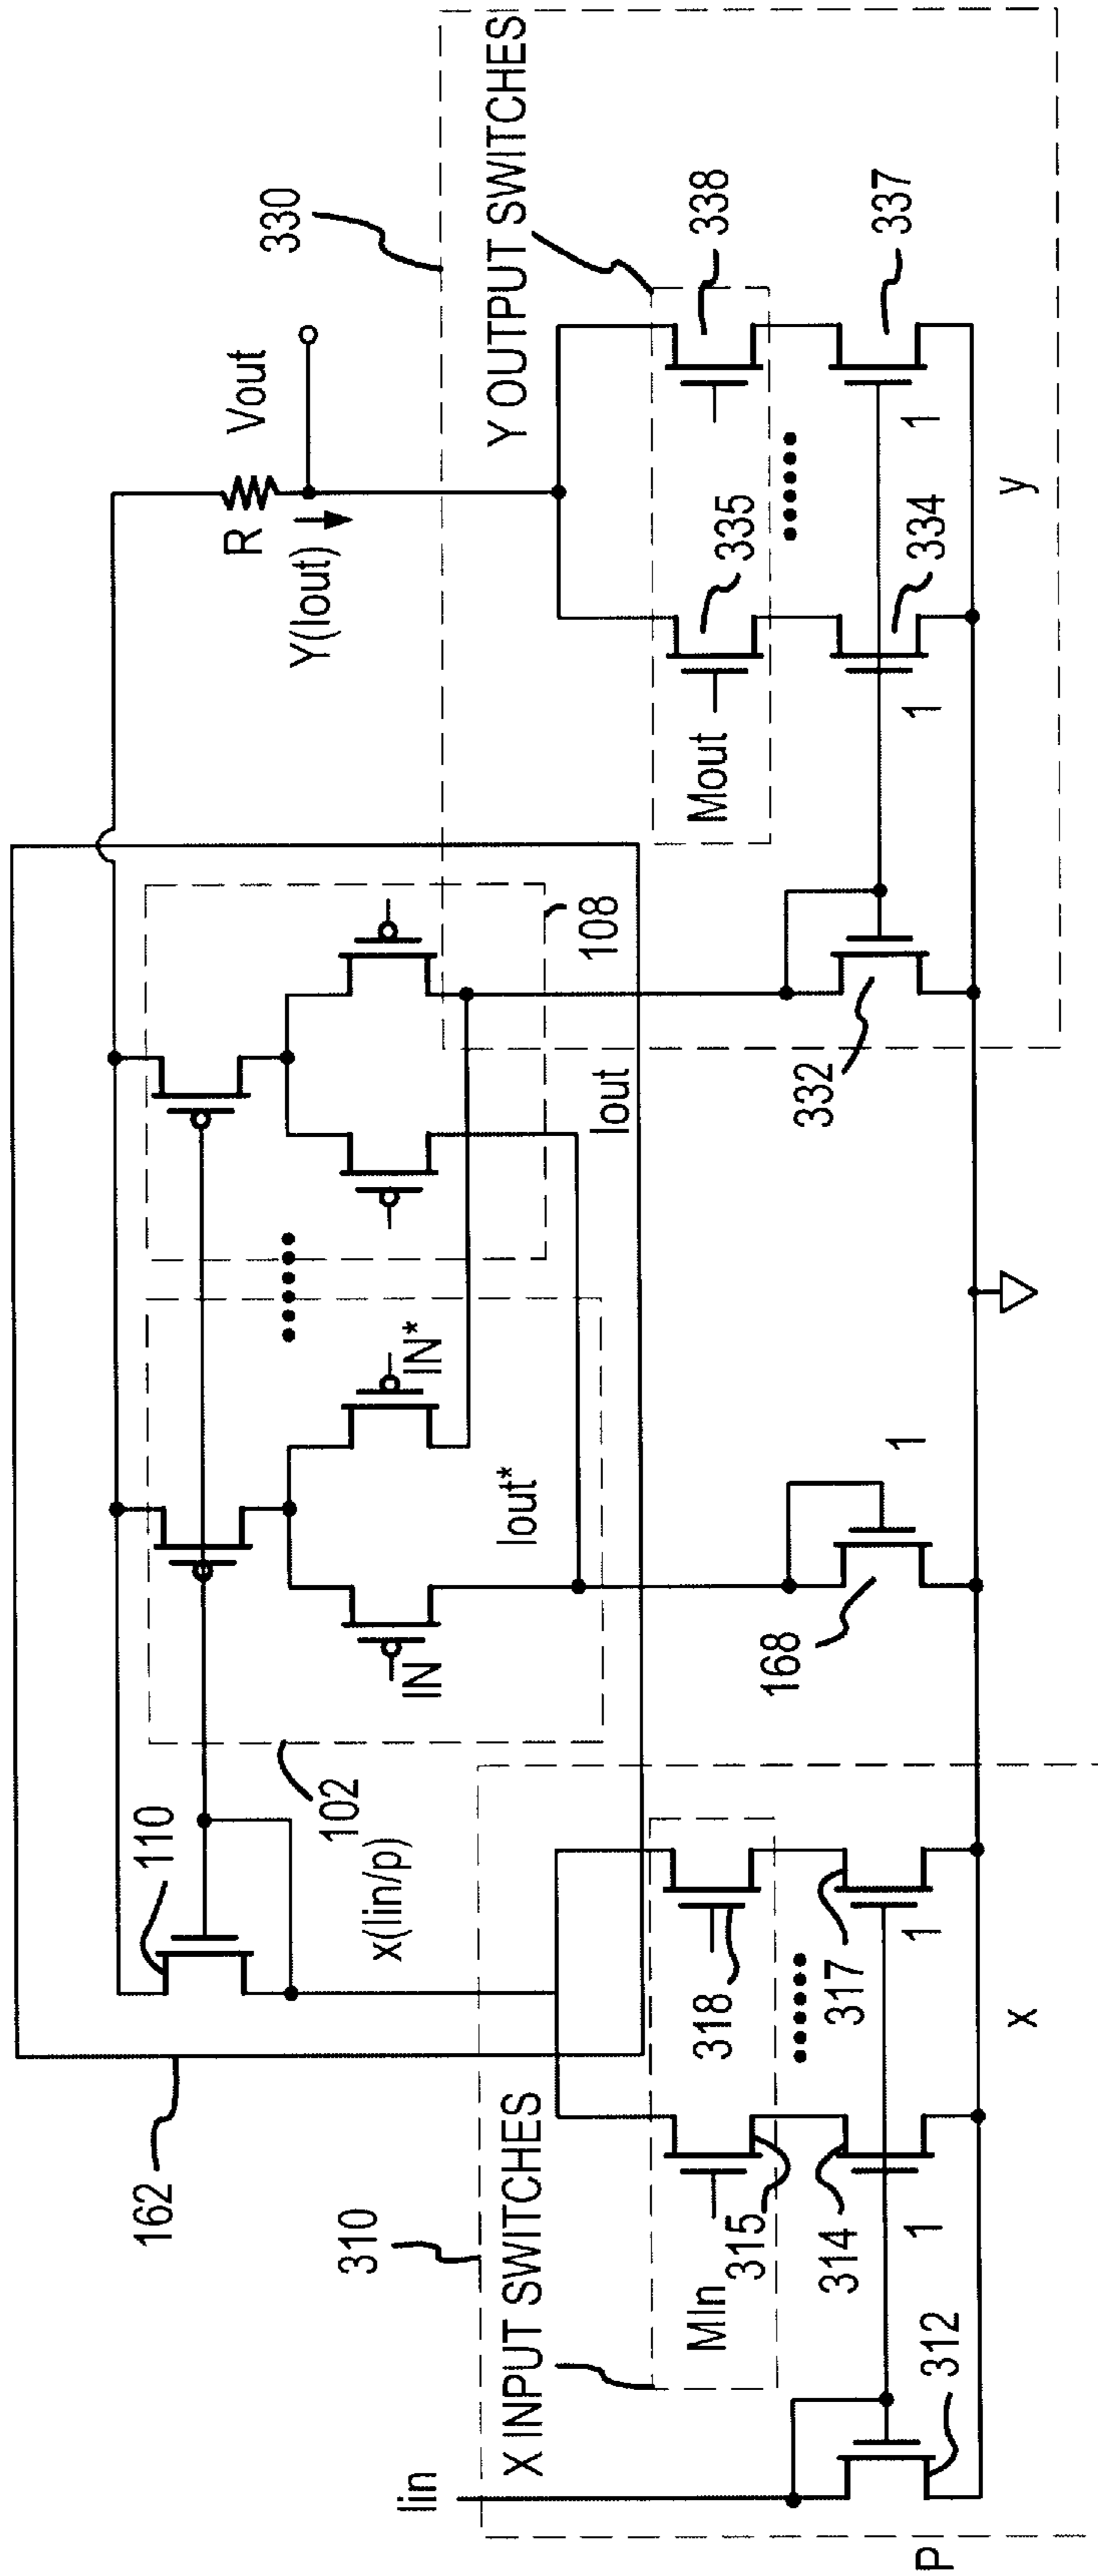 162
110
x(Iin/p)
102
IN
IN*
Iout*
108
Iout
R
Vout
Y(Iout)
330
Y OUTPUT SWITCHES
310
X INPUT SWITCHES
MIn
315
318
314
317
1
1
Iin
312
P
x
168
1
332
Mout
335
338
334
337
1
1
y